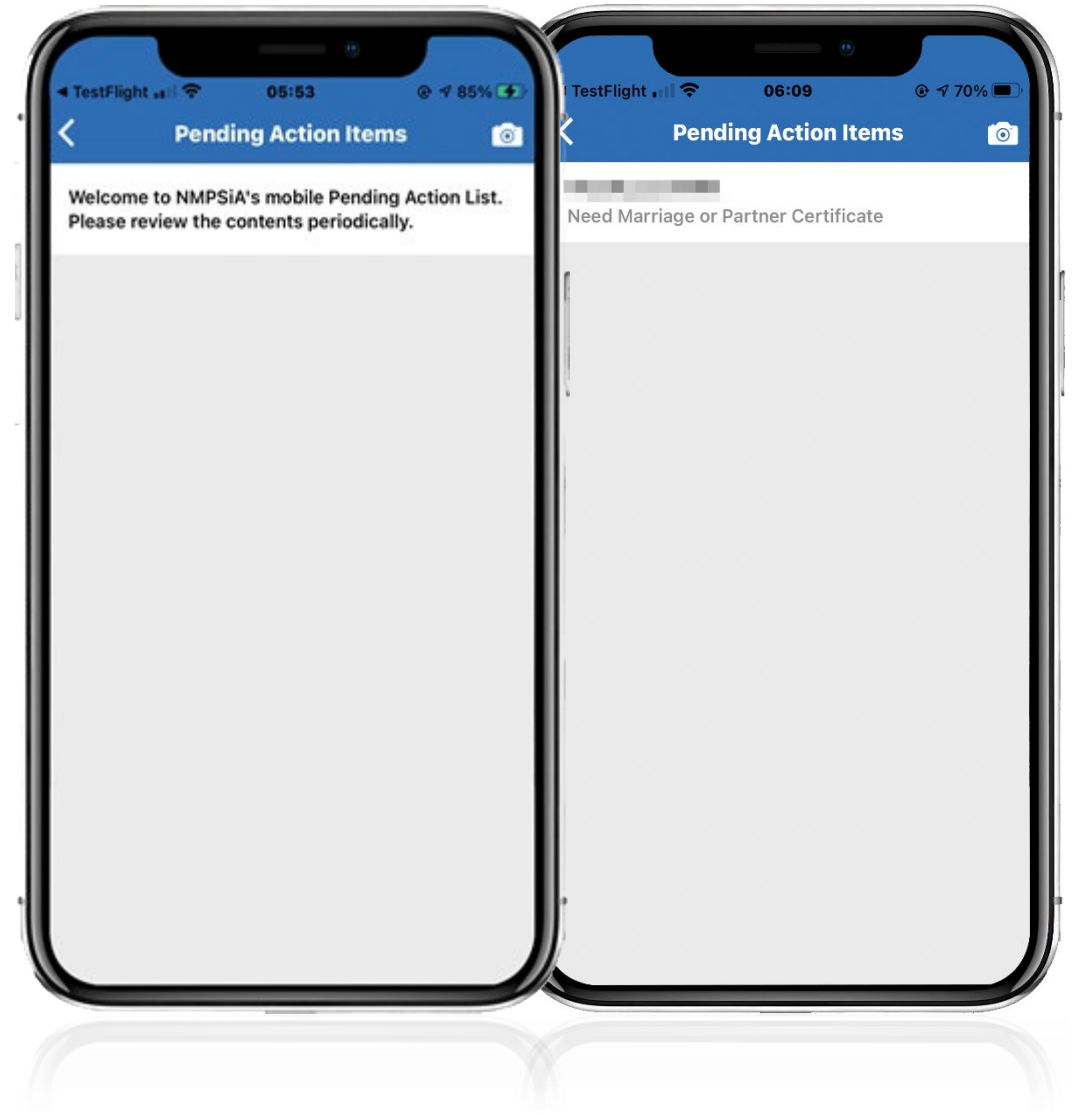 TestFlight
05:53
85%
Pending Action Items
Welcome to NMPSiA's mobile Pending Action List.
Please review the contents periodically.
TestFlight
06:09
70%
Pending Action Items
Need Marriage or Partner Certificate